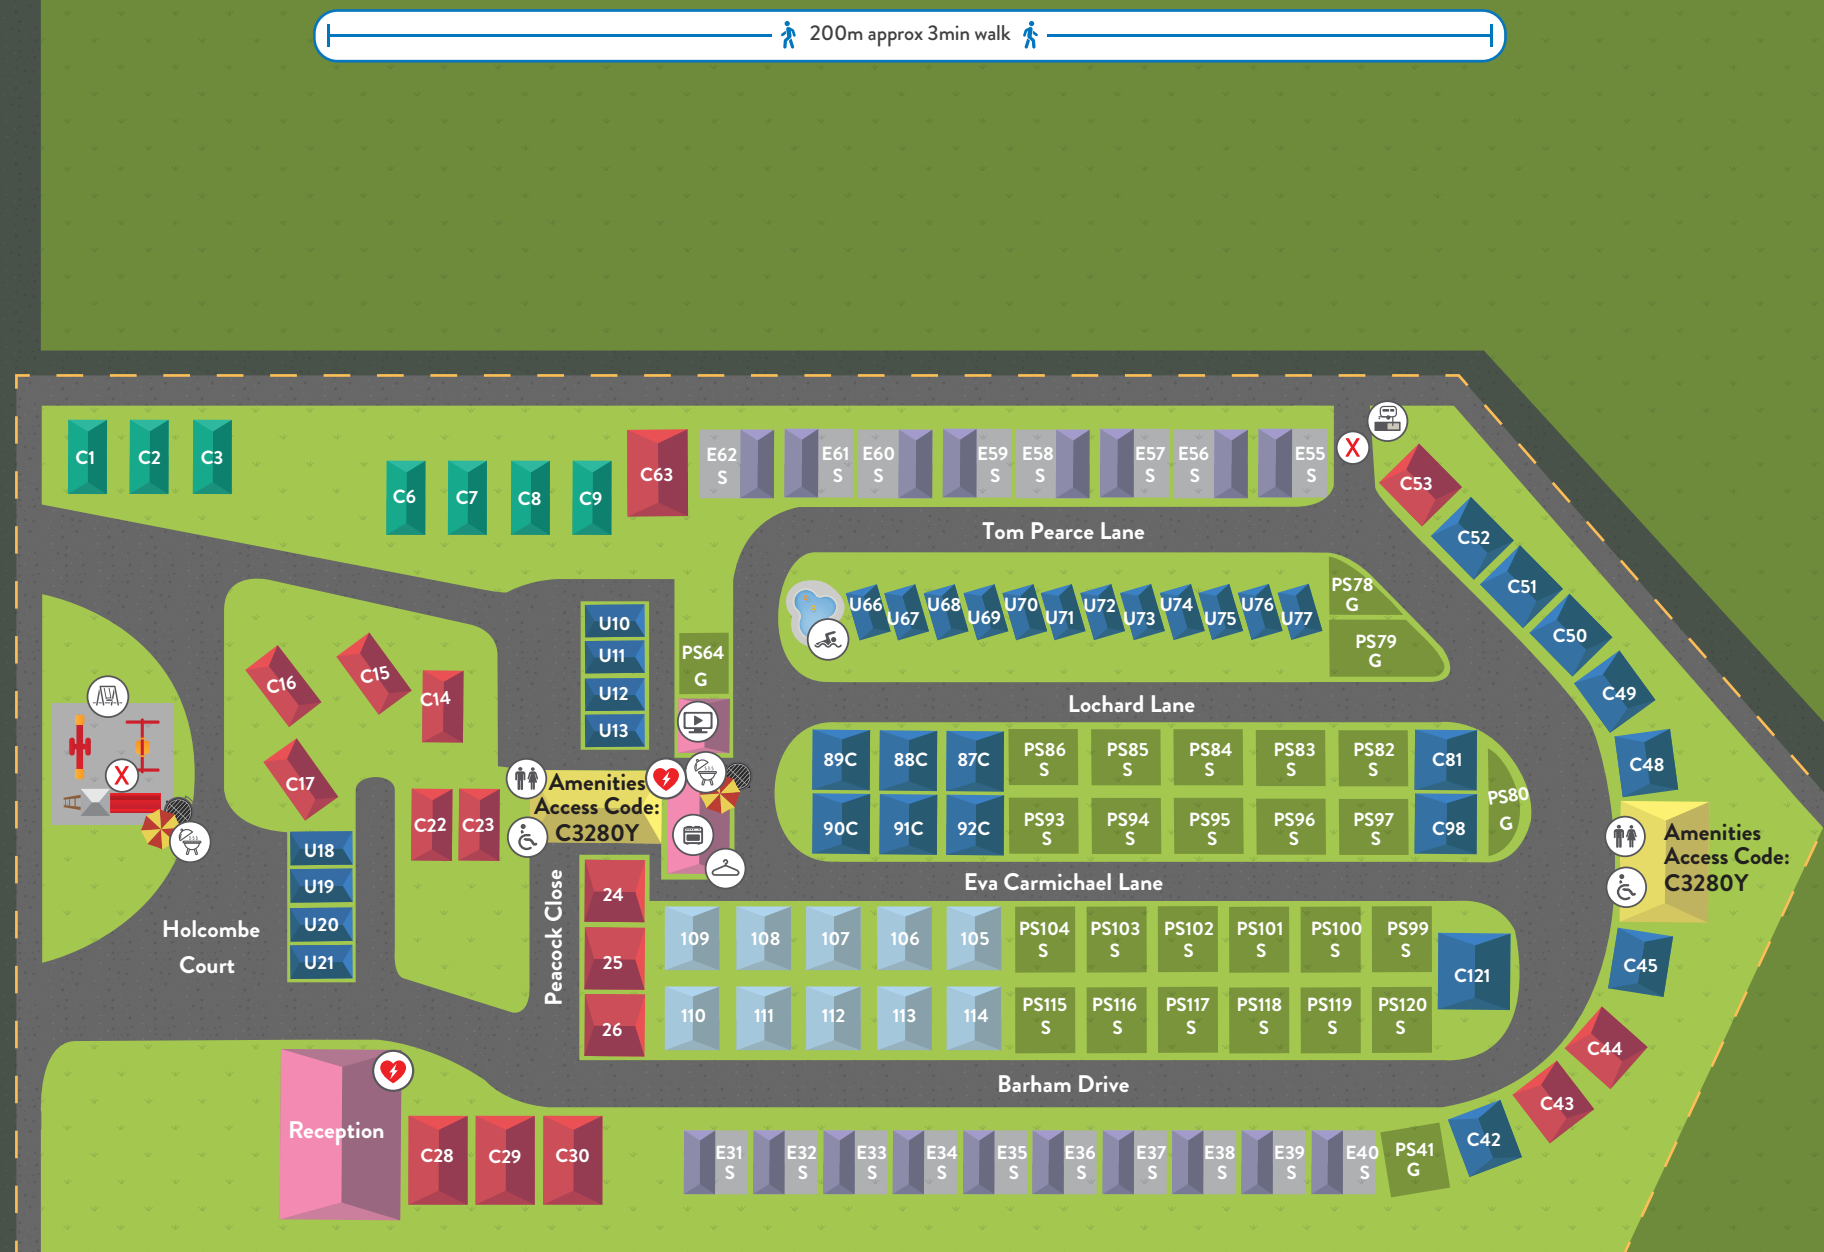 200m approx 3min walk
C1
C2
C3
C6
C7
C8
C9
C63
E62
S
E61
S
E60
S
E59
S
E58
S
E57
S
E56
S
E55
S
X
C53
C52
C51
C50
C49
C48
Tom Pearce Lane
U66
U67
U68
U69
U70
U71
U72
U73
U74
U75
U76
U77
PS78
G
PS79
G
Lochard Lane
U10
U11
U12
U13
PS64
G
C16
C15
C14
C17
X
C22
C23
Amenities
Access Code:
C3280Y
89C
88C
87C
PS86
S
PS85
S
PS84
S
PS83
S
PS82
S
C81
PS80
G
90C
91C
92C
PS93
S
PS94
S
PS95
S
PS96
S
PS97
S
C98
Amenities
Access Code:
C3280Y
Eva Carmichael Lane
U18
U19
U20
U21
Holcombe
Court
Peacock Close
24
25
26
109
108
107
106
105
PS104
S
PS103
S
PS102
S
PS101
S
PS100
S
PS99
S
C121
110
111
112
113
114
PS115
S
PS116
S
PS117
S
PS118
S
PS119
S
PS120
S
C45
C44
C43
C42
Barham Drive
Reception
C28
C29
C30
E31
S
E32
S
E33
S
E34
S
E35
S
E36
S
E37
S
E38
S
E39
S
E40
S
PS41
G